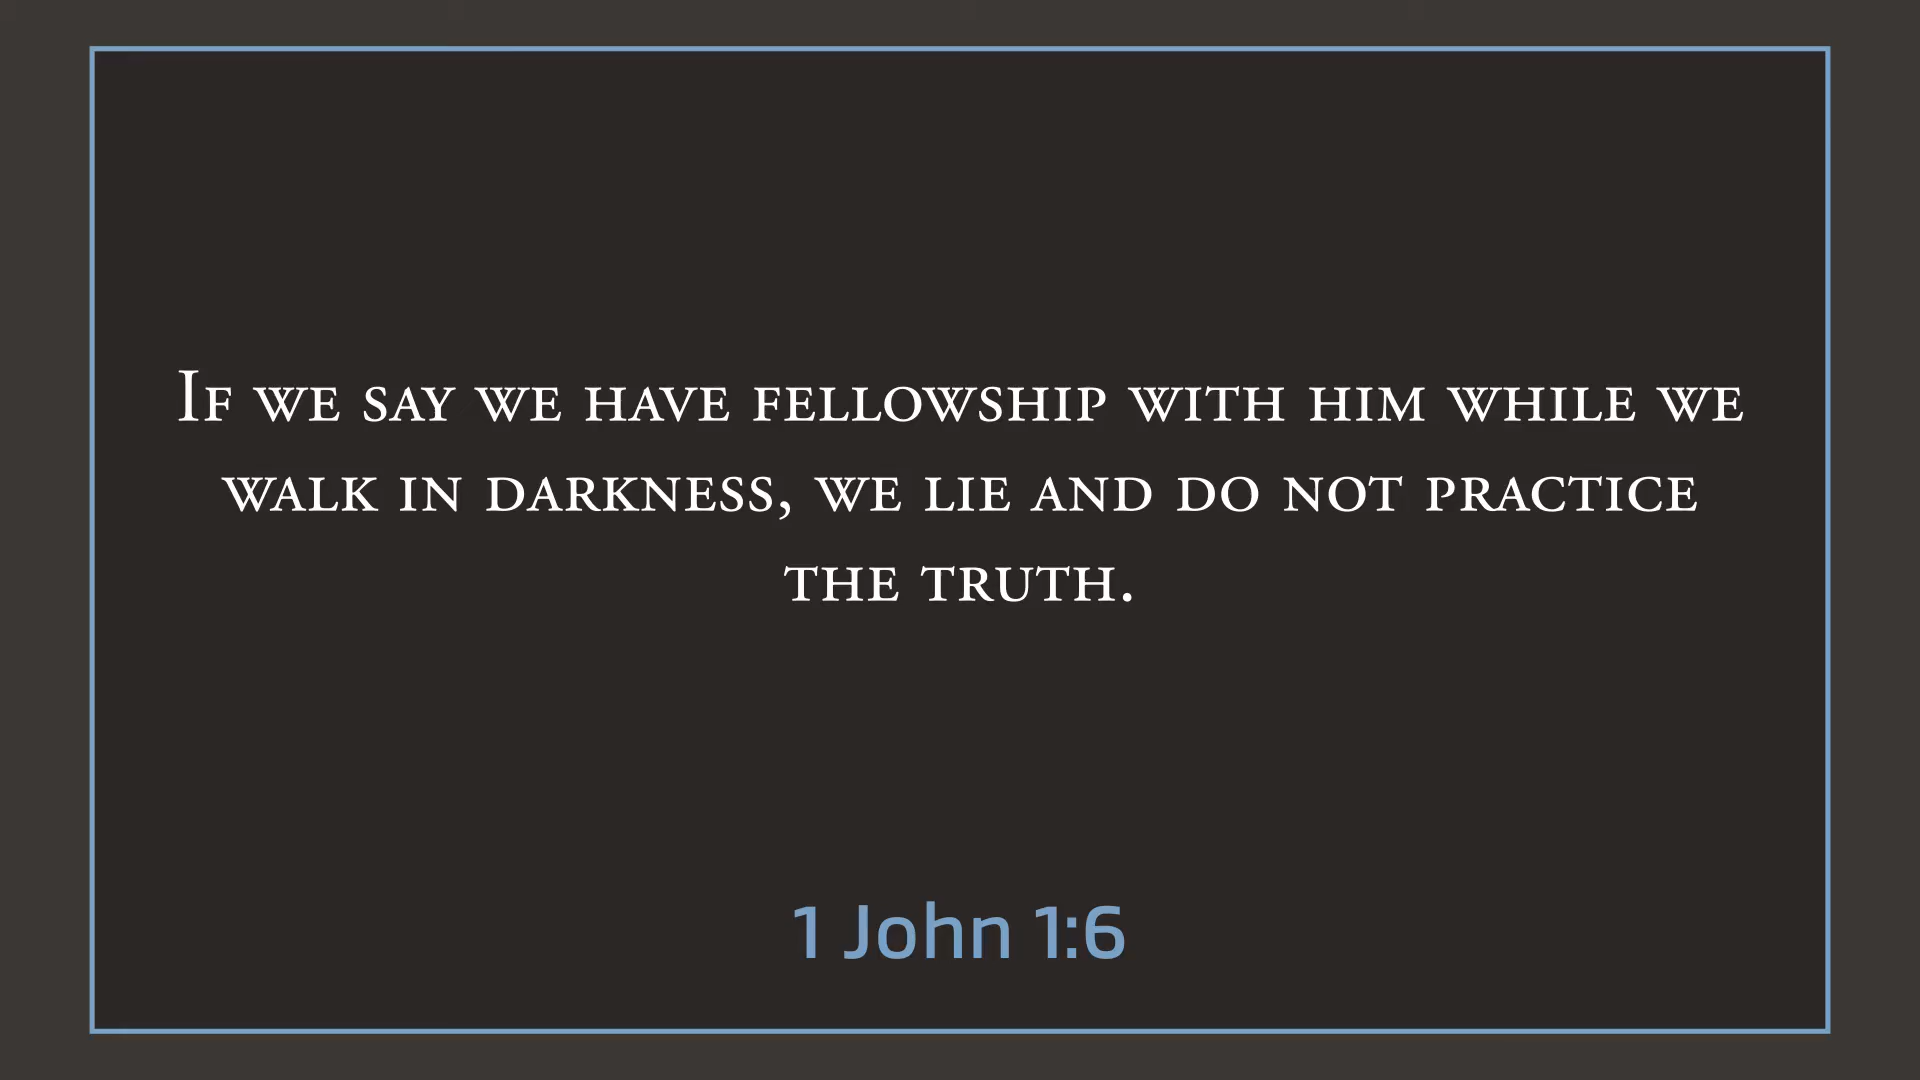 If we say we have fellowship with him while we
walk in darkness, we lie and do not practice
the truth.
1 John 1:6